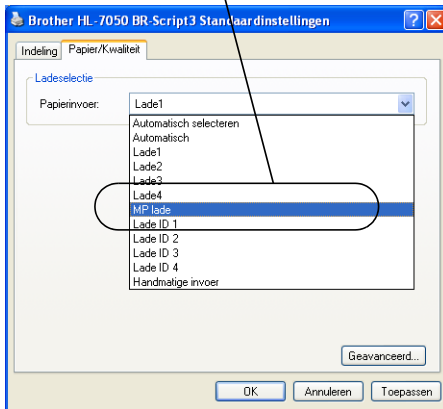 Brother HL-7050 BR-Script3 Standaardinstellingen
Indeling Papier/Kwaliteit
Ladeselectie
Papierinvoer: Lade1
Automatisch selecteren
Automatisch
Lade1
Lade2
Lade3
Lade4
MP lade
Lade ID 1
Lade ID 2
Lade ID 3
Lade ID 4
Handmatige invoer
Geavanceerd...
OK Annuleren Toepassen